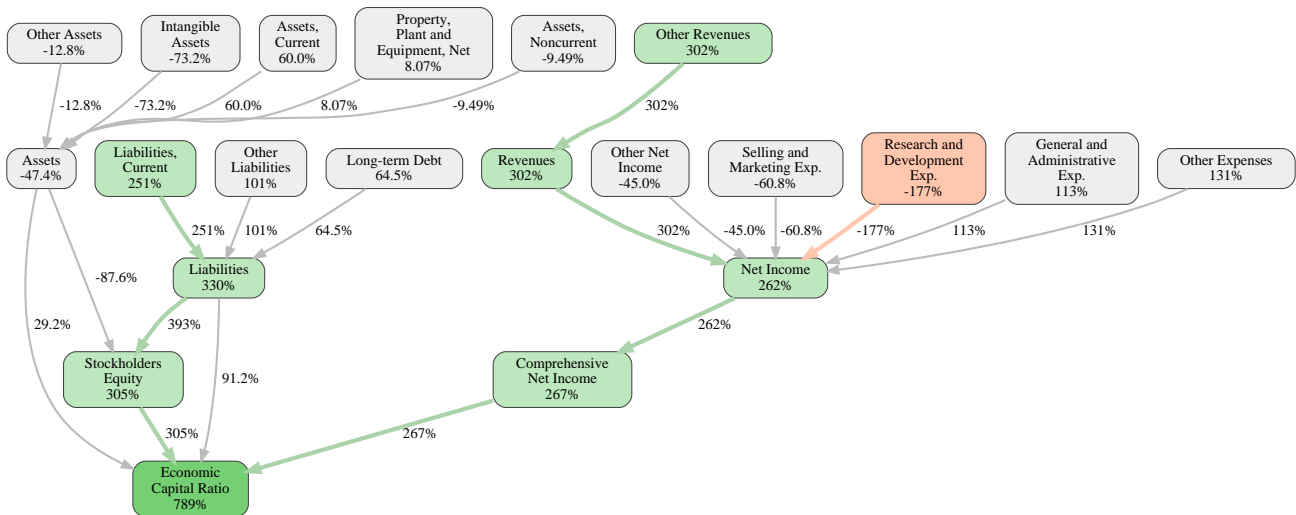 Other Assets
-12.8%
Intangible
Assets
-73.2%
Assets,
Current
60.0%
Property,
Plant and
Equipment, Net
8.07%
Assets,
Noncurrent
-9.49%
Other Revenues
302%
-12.8%
-73.2%
60.0%
8.07%
-9.49%
302%
Assets
-47.4%
Liabilities,
Current
251%
Other
Liabilities
101%
Long-term Debt
64.5%
Revenues
302%
Other Net
Income
-45.0%
Selling and
Marketing Exp.
-60.8%
Research and
Development
Exp.
-177%
General and
Administrative
Exp.
113%
Other Expenses
131%
251%
101%
64.5%
302%
-45.0%
-60.8%
-177%
113%
131%
Liabilities
330%
Net Income
262%
-87.6%
29.2%
393%
262%
Stockholders
Equity
305%
91.2%
Comprehensive
Net Income
267%
305%
267%
Economic
Capital Ratio
789%